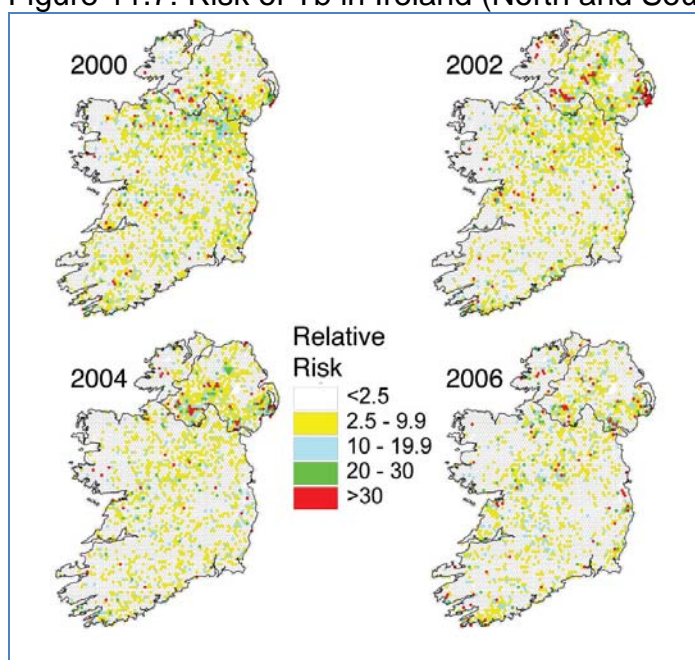 Figure 11.7: Risk of Tb in Ireland (North and Sou
2000
2002
2004
2006
Relative
Risk
<2.5
2.5 - 9.9
10 - 19.9
20 - 30
>30